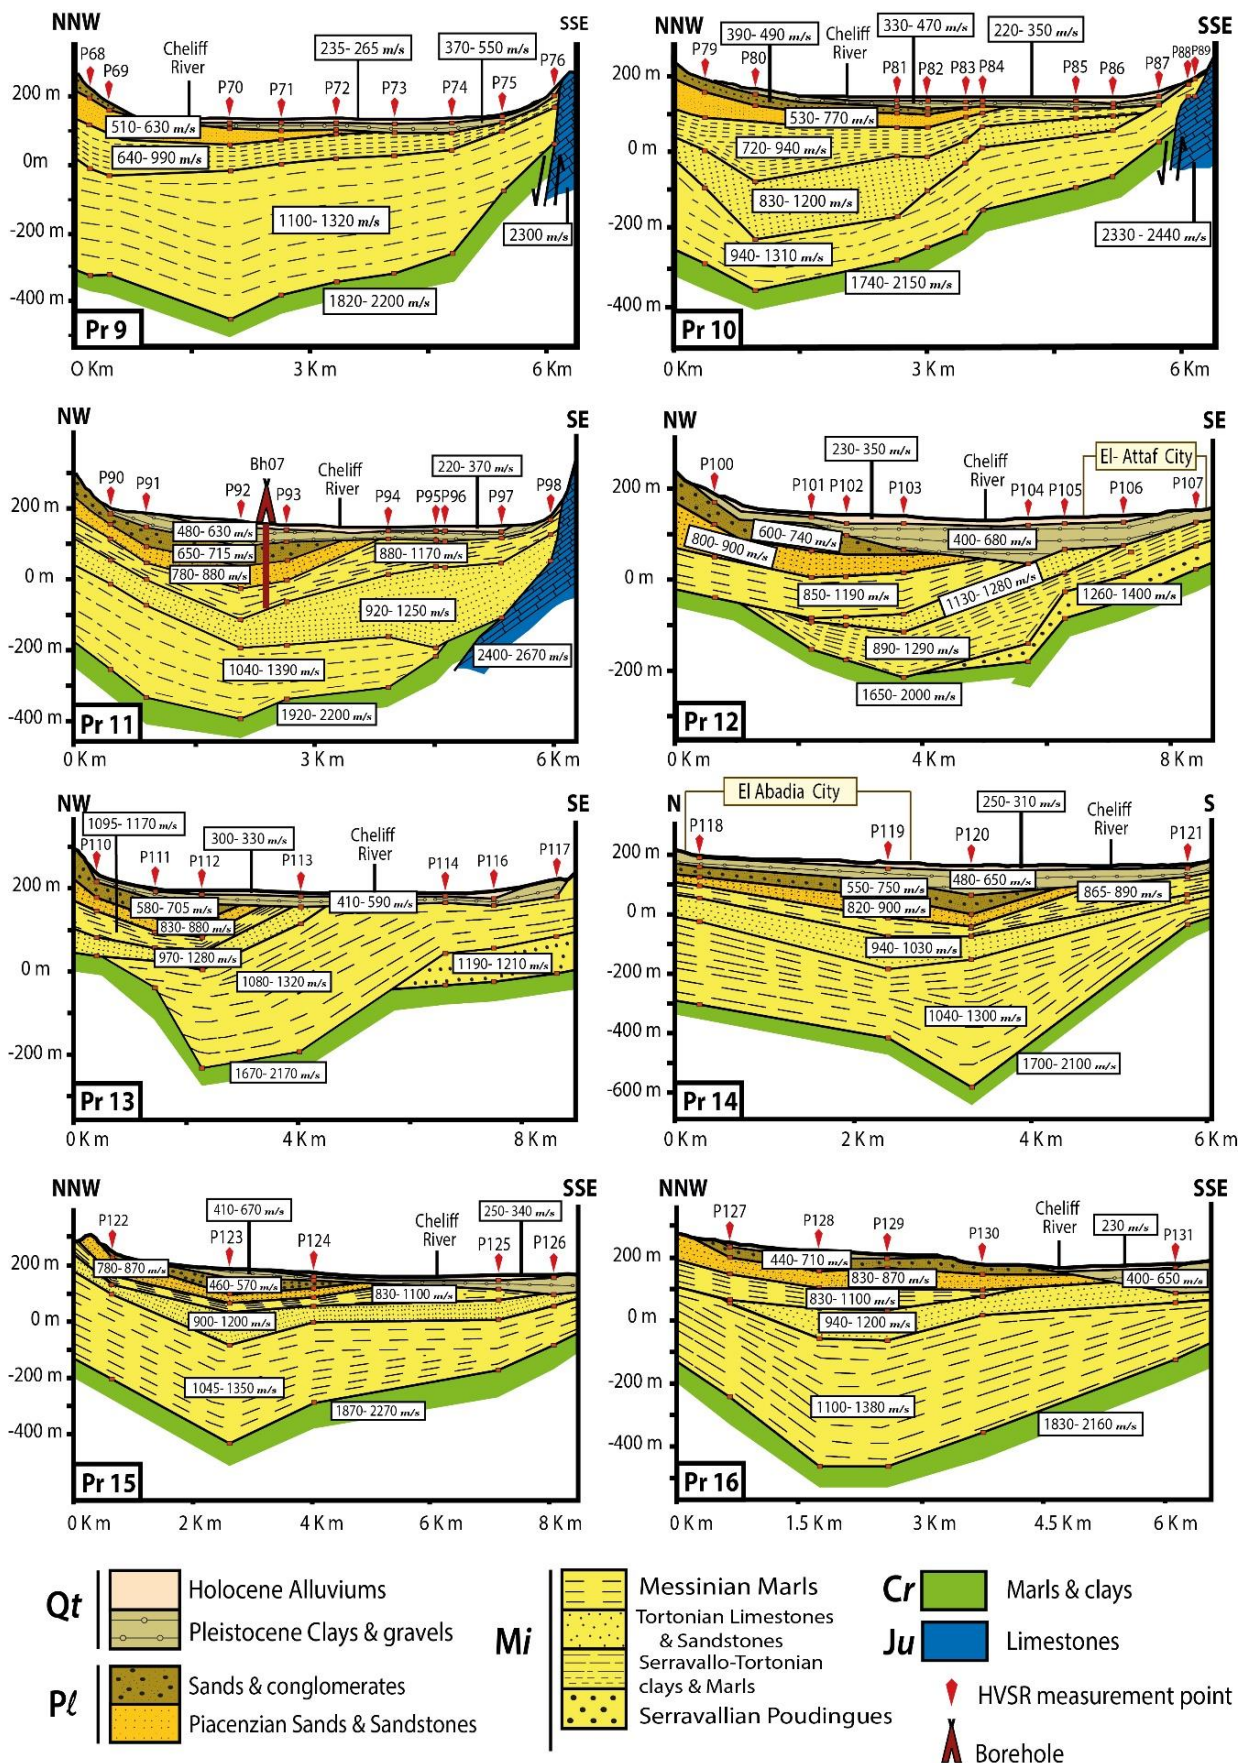 NNW
SSE
P68
P69
Cheliff
River
P70
P71
P72
P73
P74
P75
P76
235- 265 m/s
370- 550 m/s
200 m
0m
-200 m
-400 m
510- 630 m/s
640- 990 m/s
1100- 1320 m/s
2300 m/s
1820- 2200 m/s
Pr 9
O Km
3 Km
6 Km
NNW
SSE
P79
P80
Cheliff
River
P81
P82
P83
P84
P85
P86
P87
P88
P89
390- 490 m/s
330- 470 m/s
220- 350 m/s
200 m
0 m
-200 m
-400 m
530- 770 m/s
720- 940 m/s
830- 1200 m/s
940- 1310 m/s
1740- 2150 m/s
2330 - 2440 m/s
Pr 10
0 Km
3 Km
6 Km
NW
SE
P90
P91
P92
Bh07
P93
Cheliff
River
P94
P95
P96
P97
P98
220- 370 m/s
200 m
0 m
-200 m
-400 m
480- 630 m/s
650- 715 m/s
780- 880 m/s
880- 1170 m/s
920- 1250 m/s
1040- 1390 m/s
2400- 2670 m/s
1920- 2200 m/s
Pr 11
0 Km
3 Km
6 Km
NW
SE
P100
P101
P102
P103
Cheliff
River
P104
P105
P106
P107
El- Attaf City
230- 350 m/s
200 m
0 m
-200 m
600- 740 m/s
800- 900 m/s
400- 680 m/s
850- 1190 m/s
1130- 1280 m/s
1260- 1400 m/s
890- 1290 m/s
1650- 2000 m/s
Pr 12
0 Km
4 Km
8 Km
NW
SE
1095- 1170 m/s
300- 330 m/s
P110
P111
P112
P113
Cheliff
River
P114
P116
P117
200 m
0 m
-200 m
580- 705 m/s
830- 880 m/s
970- 1280 m/s
410- 590 m/s
1080- 1320 m/s
1190- 1210 m/s
1670- 2170 m/s
Pr 13
0 Km
4 Km
8 Km
N
S
El Abadia City
250- 310 m/s
P118
P119
P120
Cheliff
River
P121
200 m
0 m
-200 m
-400 m
-600 m
550- 750 m/s
480- 650 m/s
820- 900 m/s
865- 890 m/s
940- 1030 m/s
1040- 1300 m/s
1700- 2100 m/s
Pr 14
0 Km
2 Km
4 Km
6 Km
NNW
SSE
P122
P123
P124
Cheliff
River
P125
P126
410- 670 m/s
250- 340 m/s
200 m
0 m
-200 m
-400 m
780- 870 m/s
460- 570 m/s
830- 1100 m/s
900- 1200 m/s
1045- 1350 m/s
1870- 2270 m/s
Pr 15
0 Km
2 Km
4 Km
6 Km
8 Km
NNW
SSE
P127
P128
P129
P130
Cheliff
River
P131
230 m/s
200 m
0 m
-200 m
-400 m
440- 710 m/s
830- 870 m/s
400- 650 m/s
830- 1100 m/s
940- 1200 m/s
1100- 1380 m/s
1830- 2160 m/s
Pr 16
0 Km
1.5 Km
3 Km
4.5 Km
6 Km
Qt
Holocene Alluviums
Pleistocene Clays & gravels
Pℓ
Sands & conglomerates
Piacenzian Sands & Sandstones
Mi
Messinian Marls
Tortonian Limestones
& Sandstones
Serravallo-Tortonian
clays & Marls
Serravallian Poudingues
Cr
Marls & clays
Ju
Limestones
HVSR measurement point
Borehole